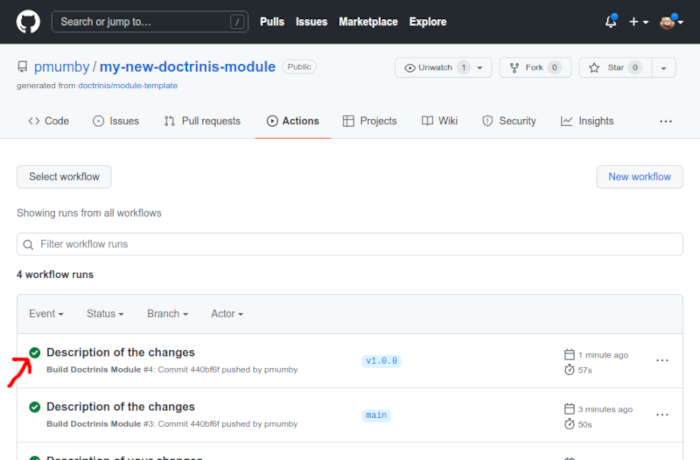 Search or jump to… / Pulls Issues Marketplace Explore
pmumby / my-new-doctrinis-module Public Unwatch 1 Fork 0 Star 0
generated from doctrinis/module-template
Code Issues Pull requests Actions Projects Wiki Security Insights ...
Select workflow New workflow
Showing runs from all workflows
Filter workflow runs
4 workflow runs
Event Status Branch Actor
Description of the changes v1.0.0 1 minute ago ...
Build Doctrinis Module #4: Commit 440bf6f pushed by pmumby 57s
Description of the changes main 3 minutes ago ...
Build Doctrinis Module #3: Commit 440bf6f pushed by pmumby 50s
Description of your changes